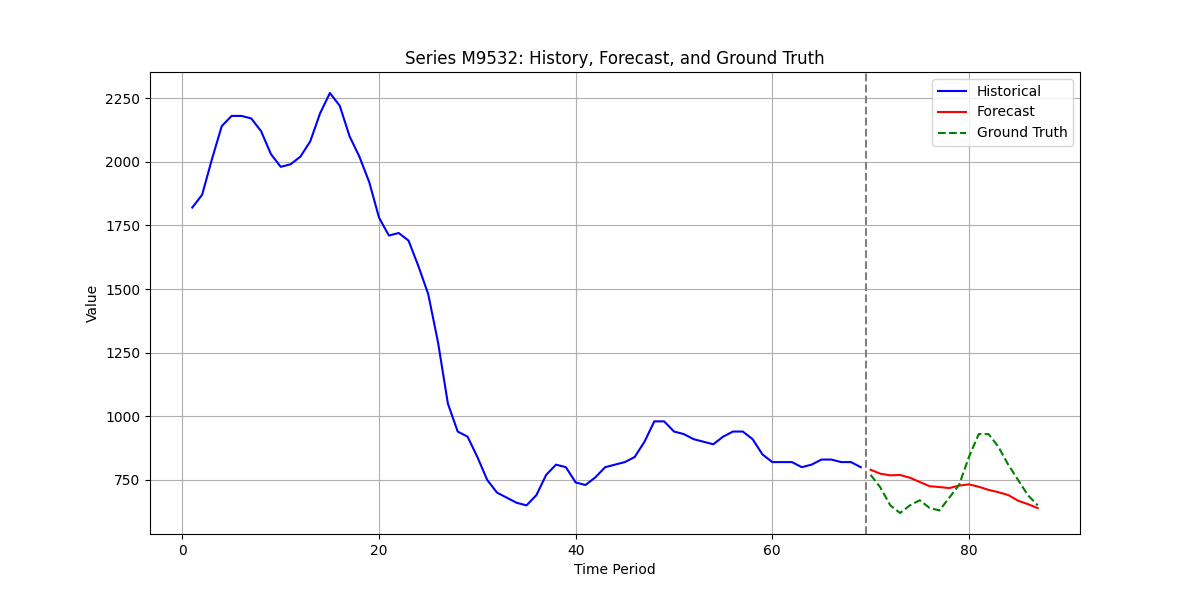 Series M9532: History, Forecast, and Ground Truth
Historical
Forecast
Ground Truth
2250
2000
1750
1500
1250
1000
750
Value
0 20 40 60 80
Time Period